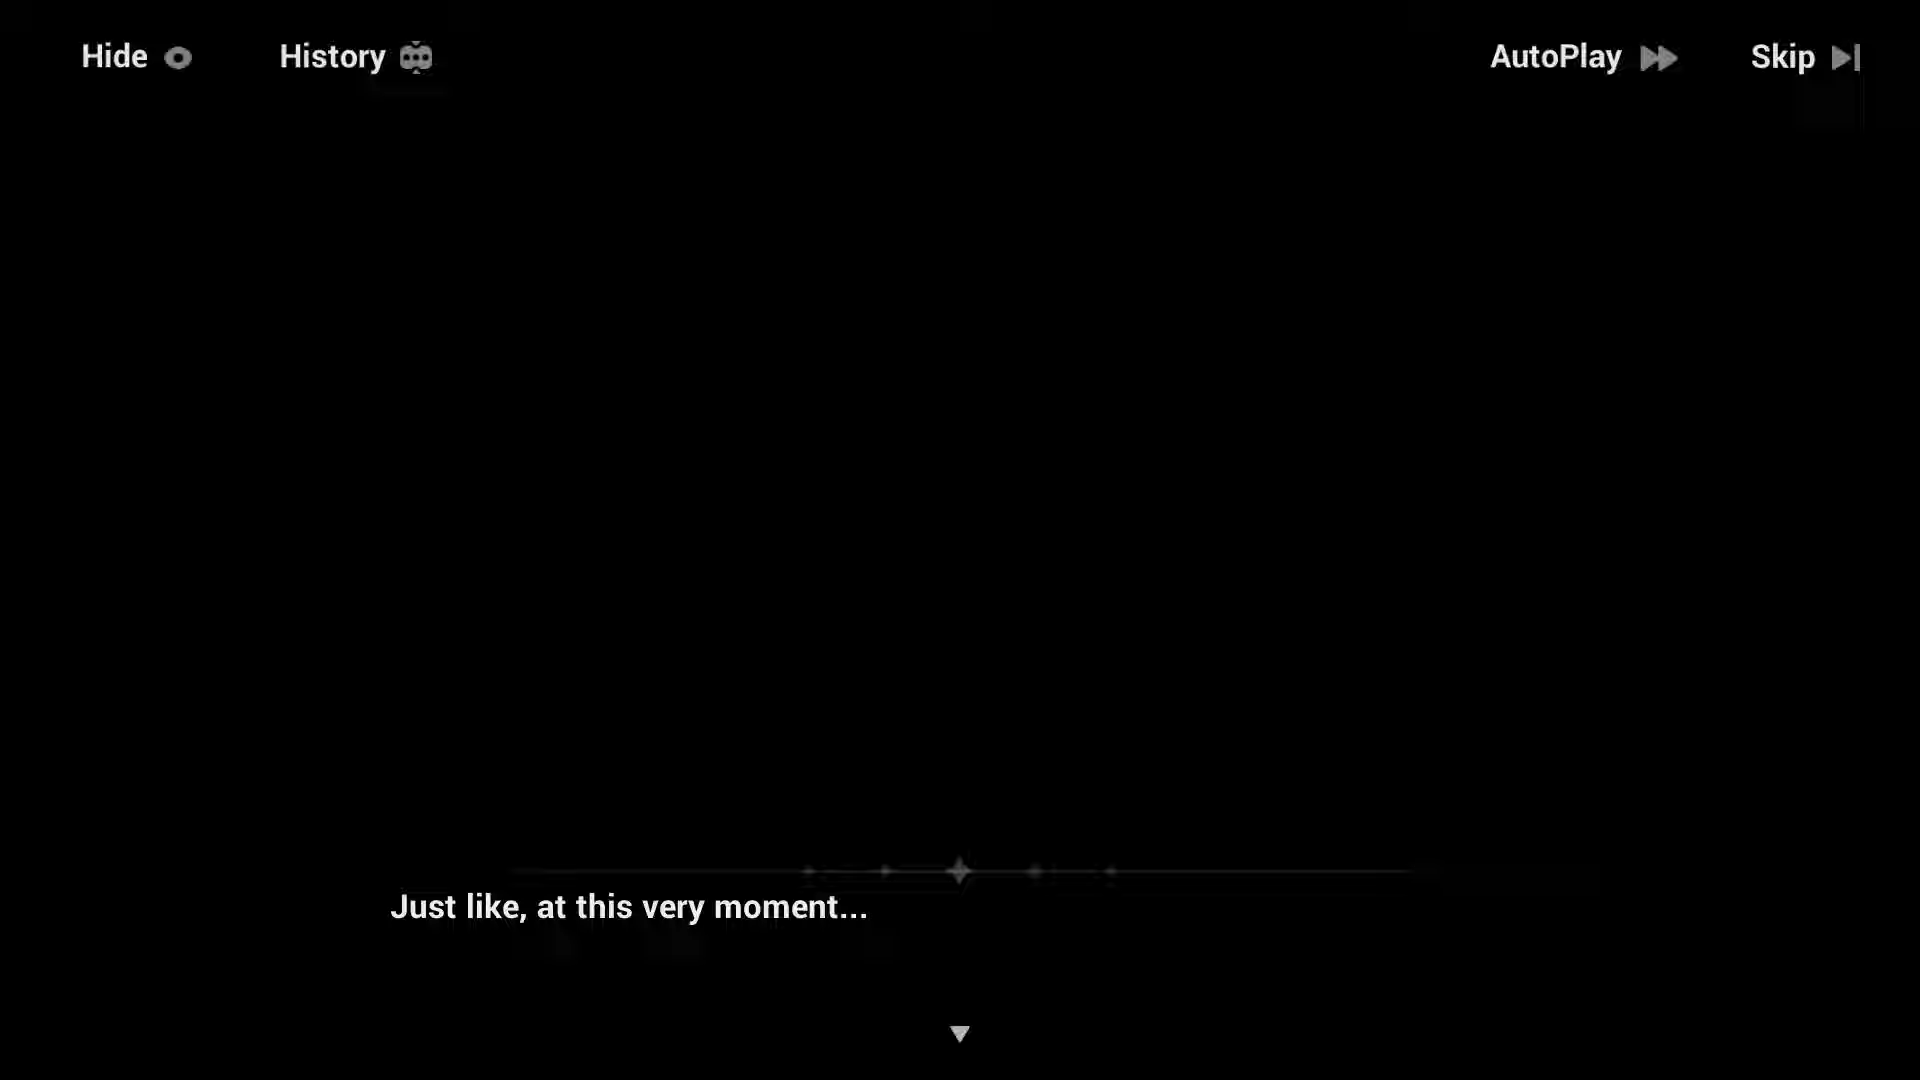 Hide
History
AutoPlay
Skip
Just like, at this very moment...